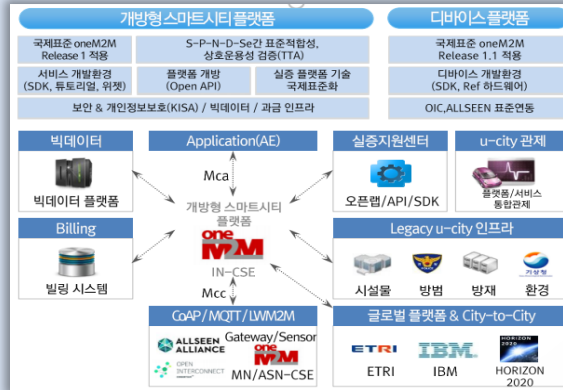 개방형 스마트시티 플랫폼
디바이스 플랫폼
국제표준 oneM2M
Release 1 적용
S-P-N-D-Se간 표준적합성,
상호운용성 검증(TTA)
국제표준 oneM2M
Release 1.1 적용
서비스 개발환경
(SDK, 튜토리얼, 위젯)
플랫폼 개방
(Open API)
실증 플랫폼 기술
국제표준화
디바이스 개발환경
(SDK, Ref 하드웨어)
보안 & 개인정보보호(KISA) / 빅데이터 / 과금 인프라
OIC,ALLSEEN 표준연동
빅데이터
Application(AE)
실증지원센터
u-city 관제
Mca
빅데이터 플랫폼
오픈랩/API/SDK
플랫폼/서비스
통합관제
개방형 스마트시티
플랫폼
Billing
Legacy u-city 인프라
one
M2M
IN-CSE
기상청
빌링 시스템
시설물
방범
방재
환경
Mcc
CoAP/MQTT/LWM2M
글로벌 플랫폼 & City-to-City
ALLSEEN
ALLIANCE
Gateway/Sensor
one
M2M
OPEN
INTERCONNECT
MN/ASN-CSE
ETRI
IBM
HORIZON
2020
ETRI
IBM
HORIZON
2020